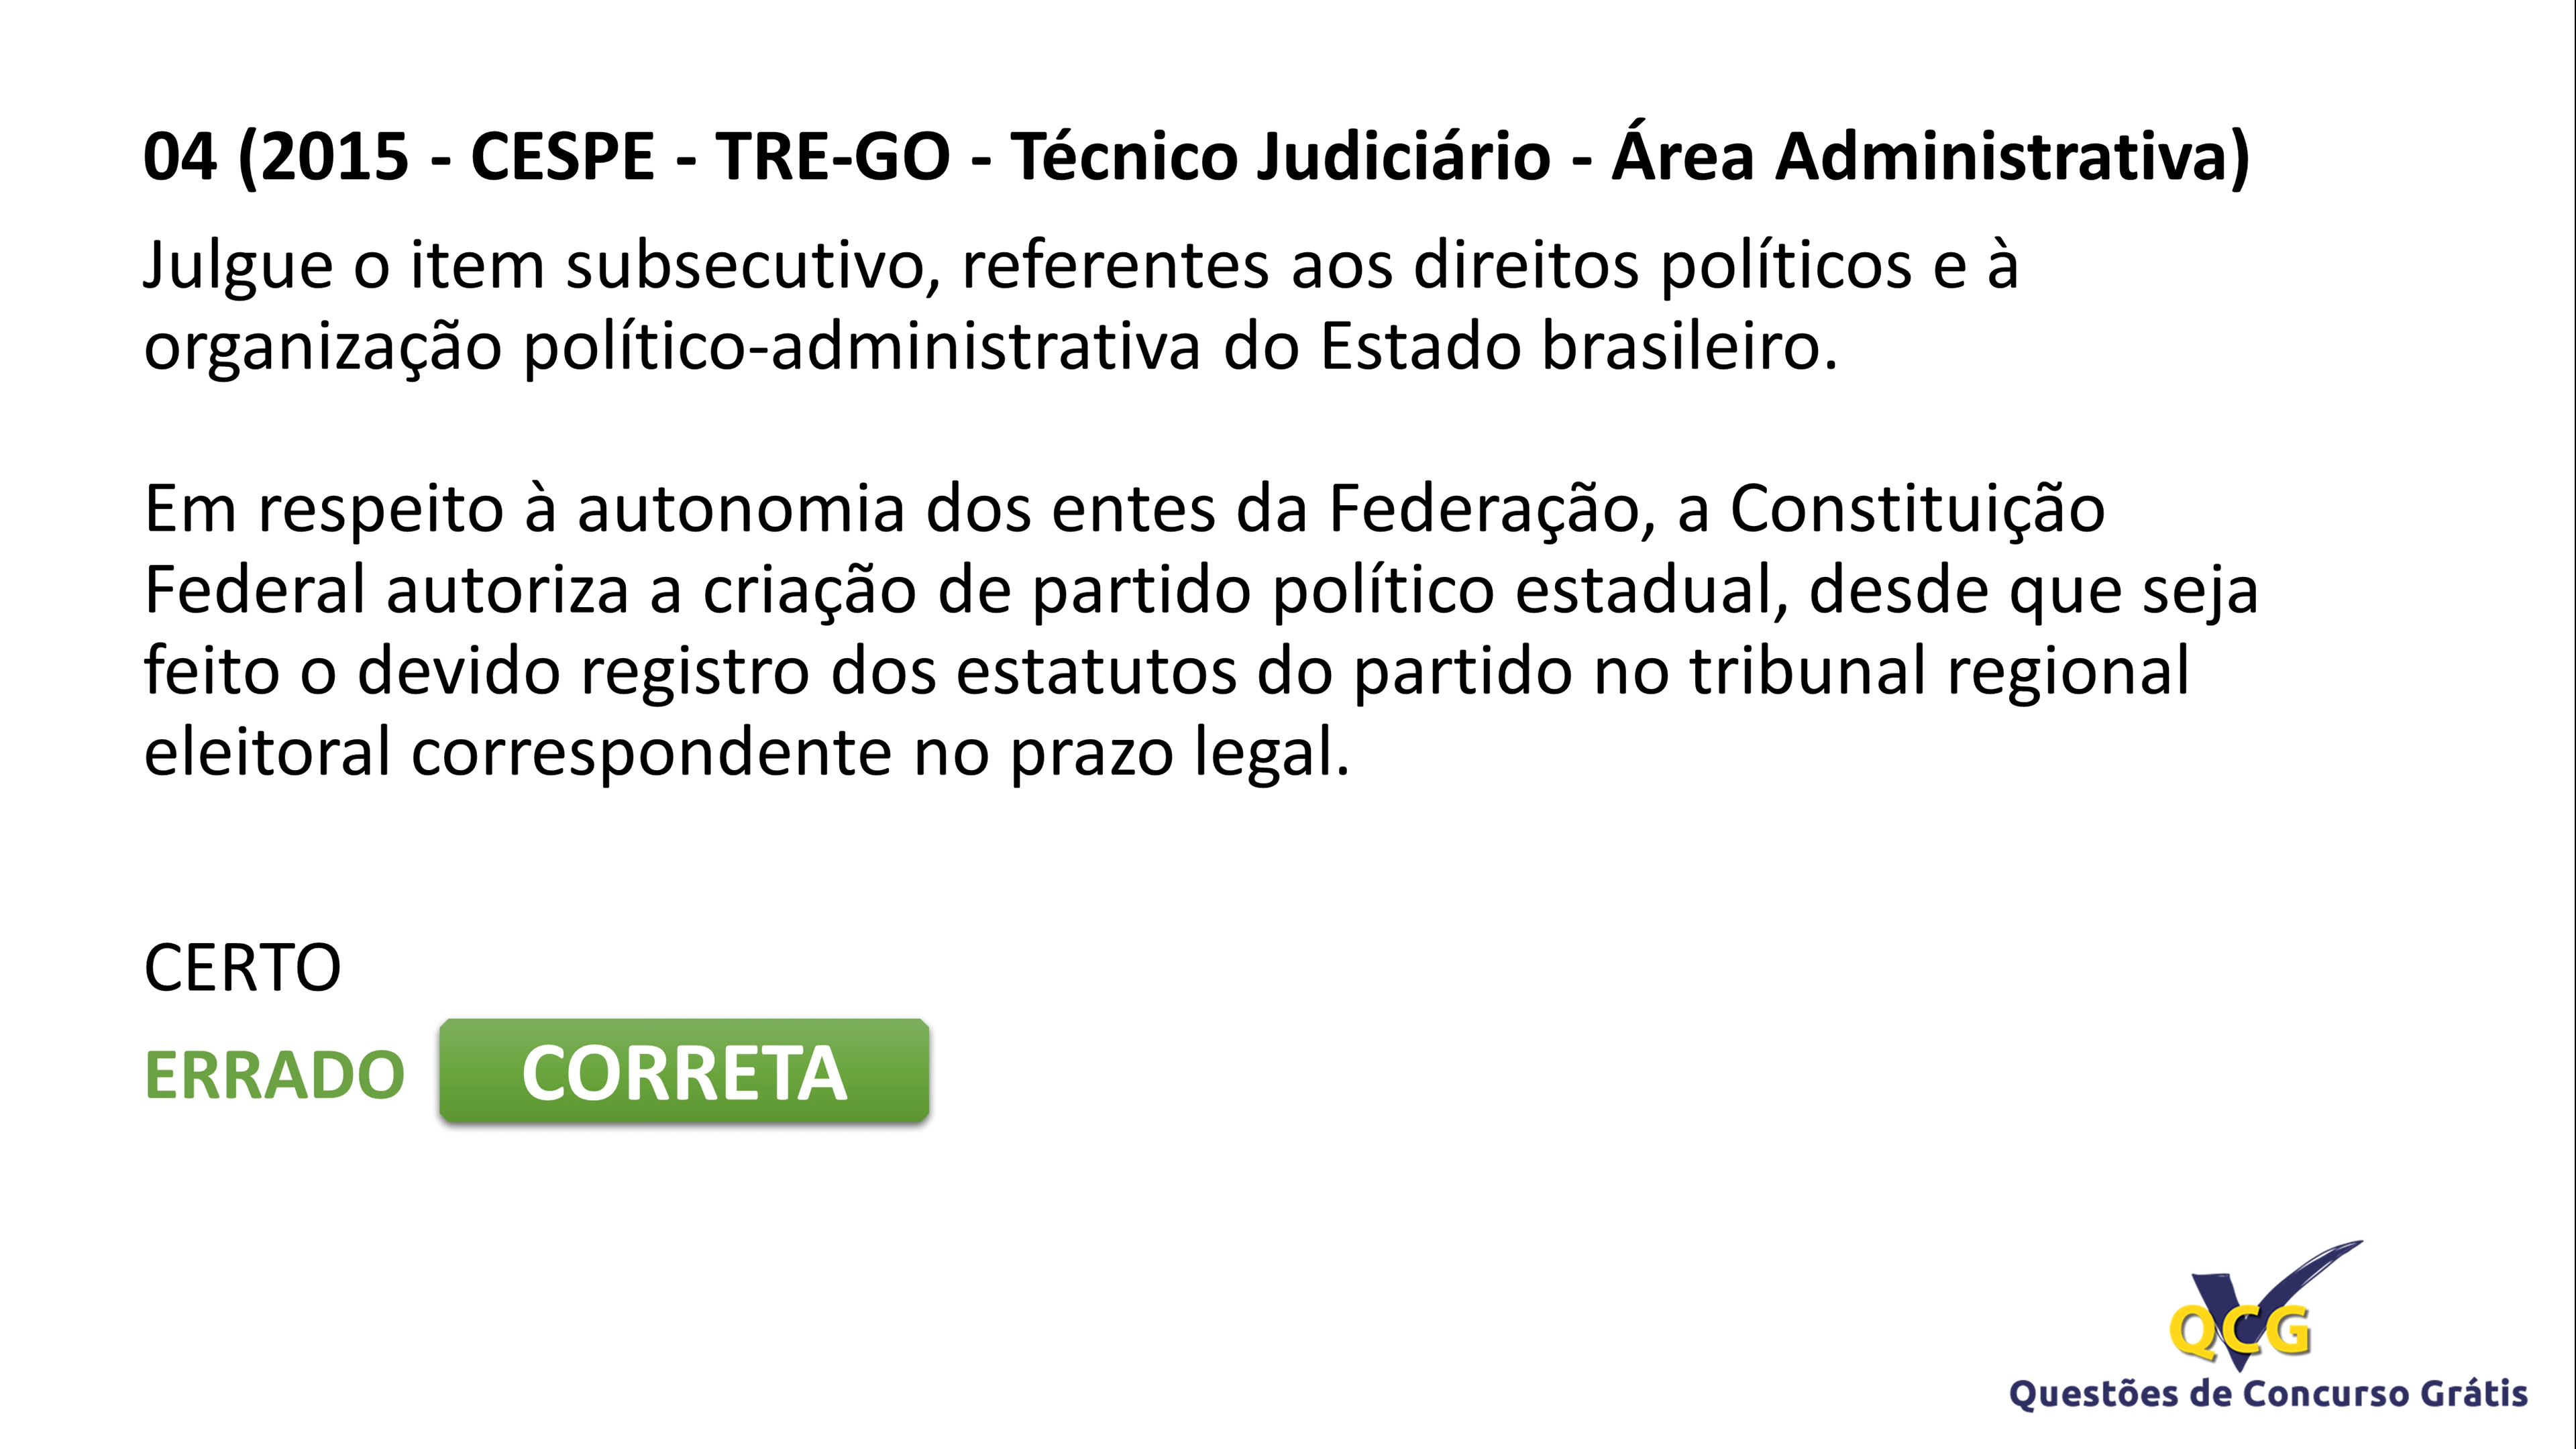 04 (2015 - CESPE - TRE-GO - Técnico Judiciário - Área Administrativa)
Julgue o item subsecutivo, referentes aos direitos políticos e à
organização político-administrativa do Estado brasileiro.
Em respeito à autonomia dos entes da Federação, a Constituição
Federal autoriza a criação de partido político estadual, desde que seja
feito o devido registro dos estatutos do partido no tribunal regional
eleitoral correspondente no prazo legal.
CERTO
ERRADO CORRETA
QCG
Questões de Concurso Grátis